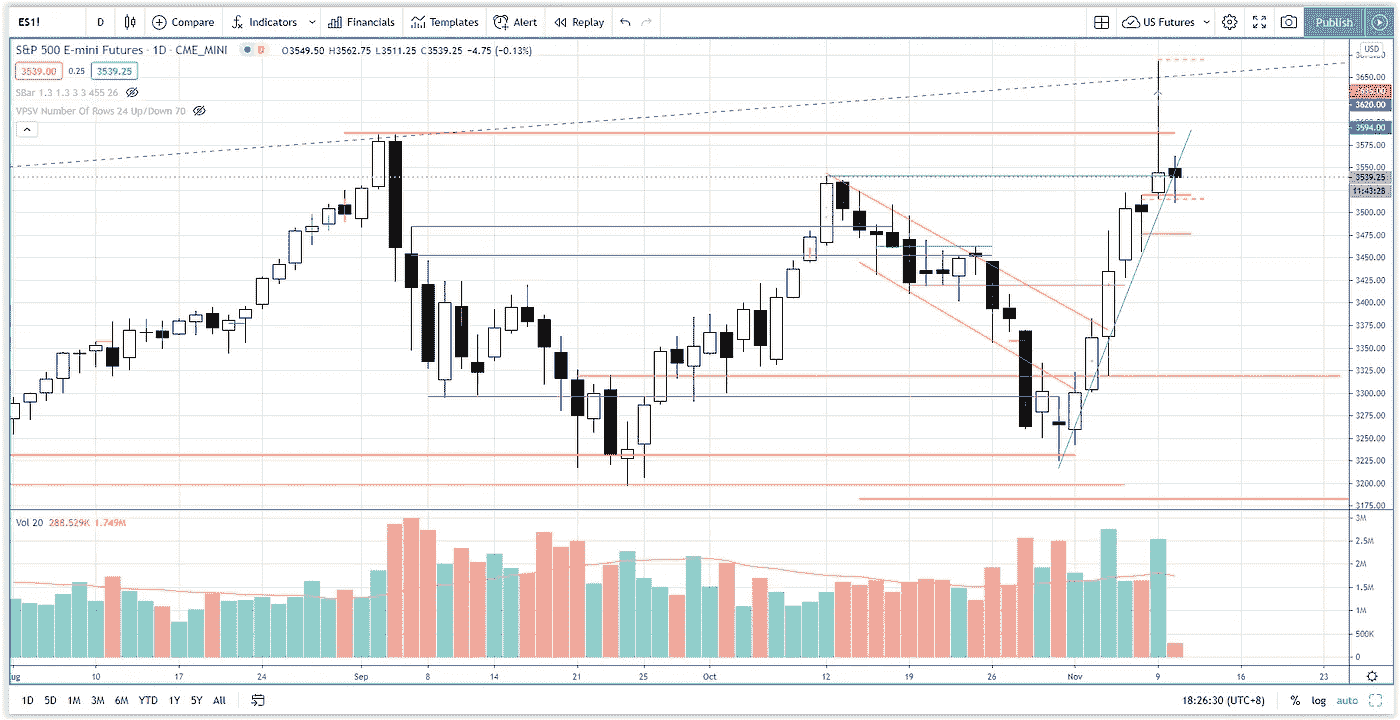 ES1! D Compare Indicators Financials Templates Alert Replay US Futures Publish
S&P 500 E-mini Futures · 1D · CME_MINI O3549.50 H3562.75 L3511.25 C3539.25 −4.75 (−0.13%)
USD
3539.00 0.25 3539.25
3650.00
SBar 1.3 1.3 3 3 455 26
3620.00
VPSV Number Of Rows 24 Up/Down 70
3594.00
3575.00
3550.00
3539.25
11:43:28
3500.00
3475.00
3450.00
3425.00
3400.00
3375.00
3350.00
3325.00
3300.00
3275.00
3250.00
3225.00
3200.00
3175.00
Vol 20 288.529K 1.749M
3M
2.5M
2M
1.5M
1M
500K
0
ug 10 17 24 Sep 8 14 21 25 Oct 12 19 26 Nov 9 16 23
1D 5D 1M 3M 6M YTD 1Y 5Y All 18:26:30 (UTC+8) % log auto